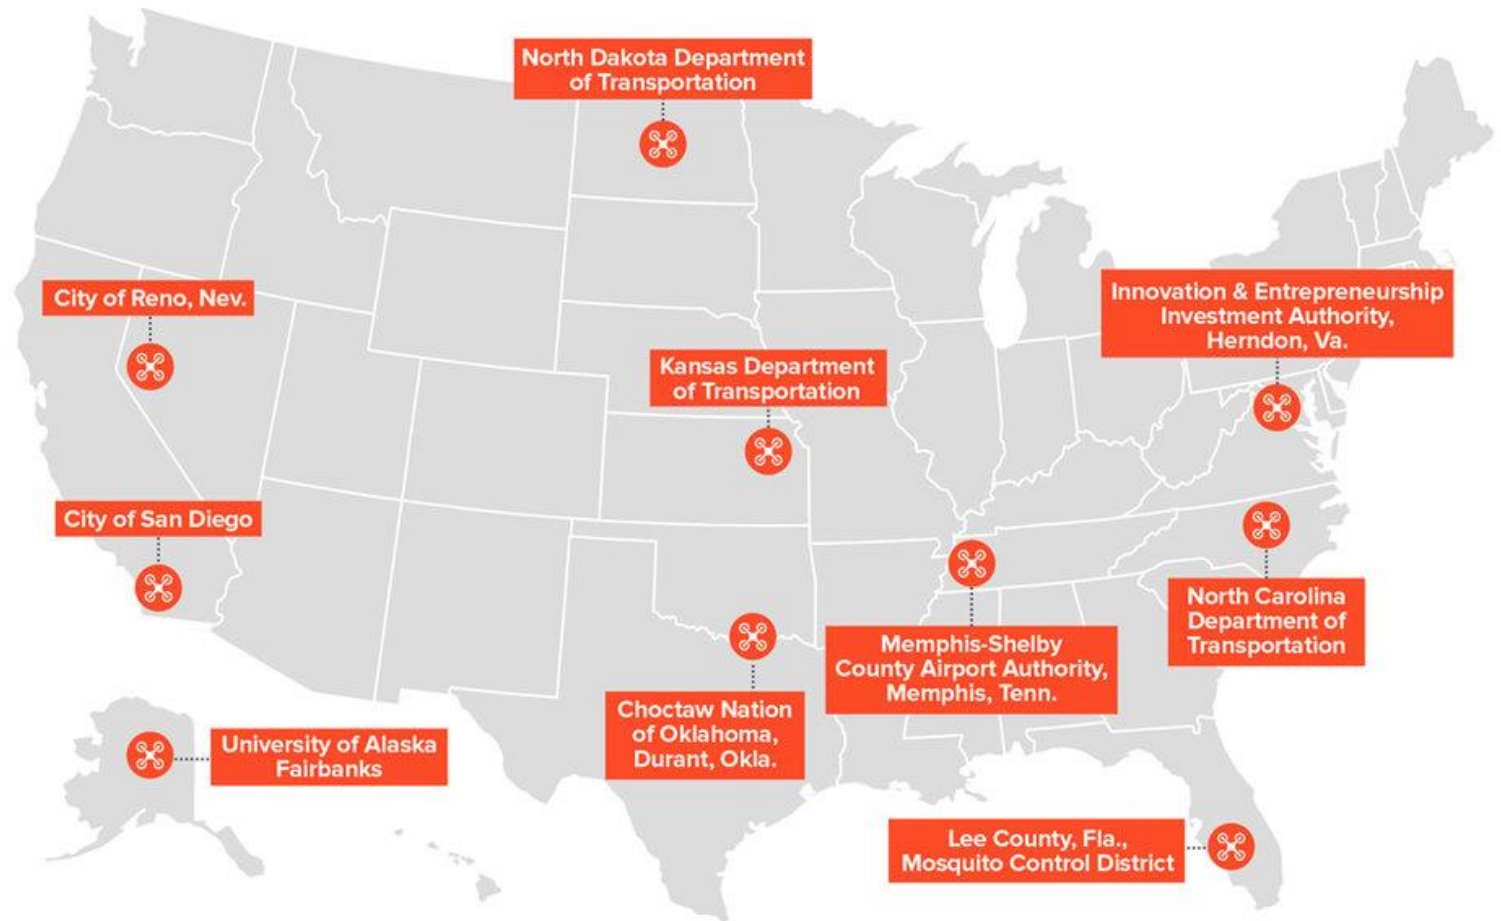 North Dakota Department
of Transportation
City of Reno, Nev.
Innovation & Entrepreneurship
Investment Authority,
Herndon, Va.
Kansas Department
of Transportation
City of San Diego
North Carolina
Department of
Transportation
Memphis-Shelby
County Airport Authority,
Memphis, Tenn.
Choctaw Nation
of Oklahoma,
Durant, Okla.
University of Alaska
Fairbanks
Lee County, Fla.,
Mosquito Control District